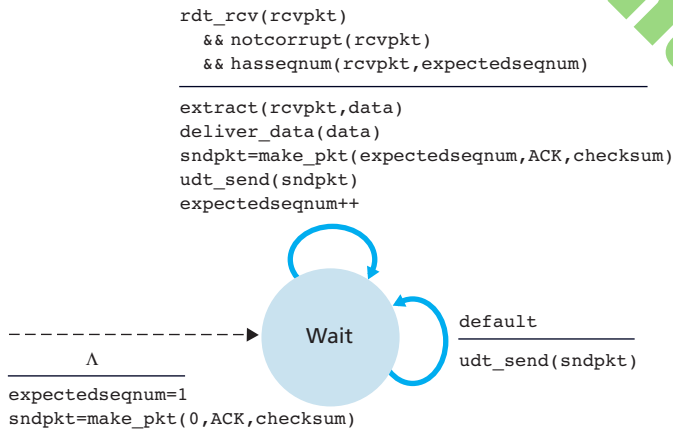 rdt_rcv(rcvpkt)
&& notcorrupt(rcvpkt)
&& hasseqnum(rcvpkt,expectedseqnum)
extract(rcvpkt,data)
deliver_data(data)
sndpkt=make_pkt(expectedseqnum,ACK,checksum)
udt_send(sndpkt)
expectedseqnum++
Wait
default
udt_send(sndpkt)
Λ
expectedseqnum=1
sndpkt=make_pkt(0,ACK,checksum)